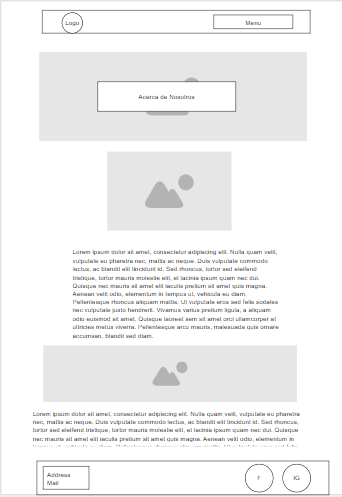 Logo
Menu
Acerca de Nosotros
Lorem ipsum dolor sit amet, consectetur adipiscing elit. Nulla quam velit,
vulputate eu pharetra nec, mattis ac neque. Duis vulputate commodo
lectus, ac blandit elit tincidunt id. Sed rhoncus, tortor sed eleifend
tristique, tortor mauris molestie elit, et lacinia ipsum quam nec dui.
Quisque nec mauris sit amet elit iaculis pretium sit amet quis magna.
Aenean velit odio, elementum in tempus ut, vehicula eu diam.
Pellentesque rhoncus aliquam mattis. Ut vulputate eros sed felis sodales
nec vulputate justo hendrerit. Vivamus varius pretium ligula, a aliquam
odio euismod sit amet. Quisque laoreet sem sit amet orci ullamcorper at
ultricies metus viverra. Pellentesque arcu mauris, malesuada quis ornare
accumsan, blandit sed diam.
Lorem ipsum dolor sit amet, consectetur adipiscing elit. Nulla quam velit, vulputate eu pharetra
nec, mattis ac neque. Duis vulputate commodo lectus, ac blandit elit tincidunt id. Sed rhoncus,
tortor sed eleifend tristique, tortor mauris molestie elit, et lacinia ipsum quam nec dui. Quisque
nec mauris sit amet elit iaculis pretium sit amet quis magna. Aenean velit odio, elementum in
Address
Mail
F
IG